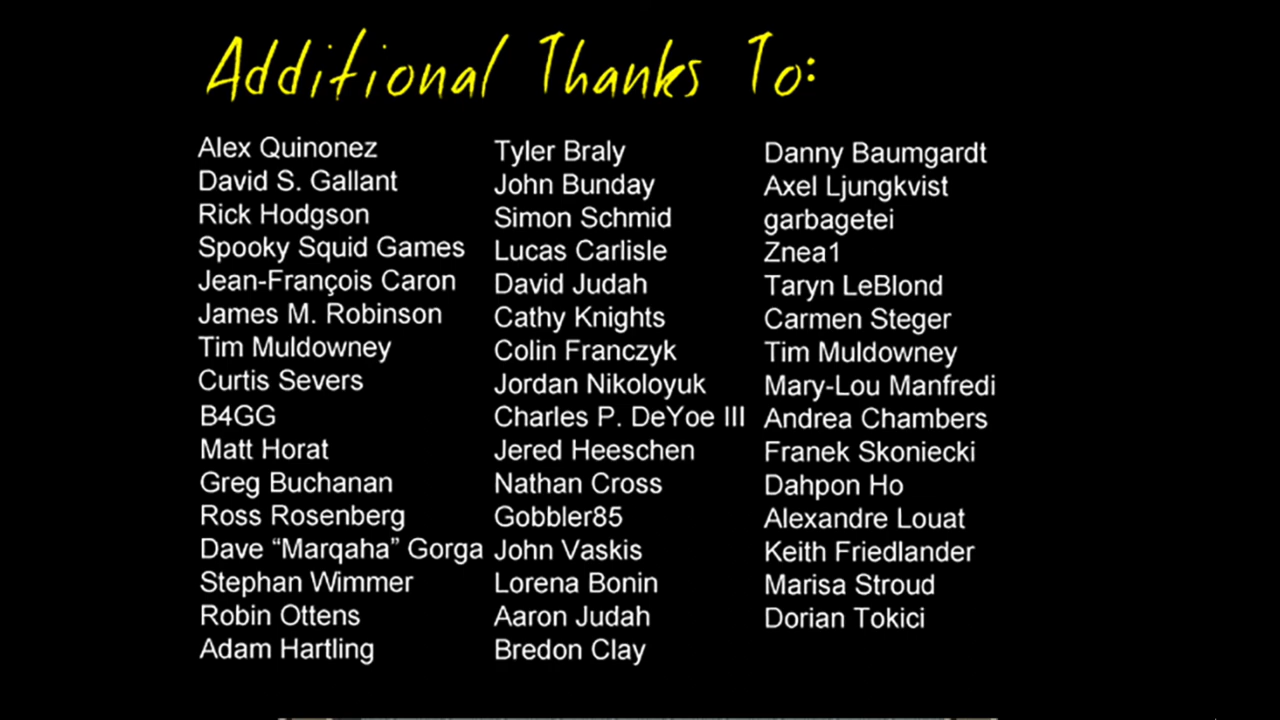 Additional Thanks To:
Alex Quinonez
David S. Gallant
Rick Hodgson
Spooky Squid Games
Jean-François Caron
James M. Robinson
Tim Muldowney
Curtis Severs
B4GG
Matt Horat
Greg Buchanan
Ross Rosenberg
Dave “Marqaha” Gorga
Stephan Wimmer
Robin Ottens
Adam Hartling
Tyler Braly
John Bunday
Simon Schmid
Lucas Carlisle
David Judah
Cathy Knights
Colin Franczyk
Jordan Nikoloyuk
Charles P. DeYoe III
Jered Heeschen
Nathan Cross
Gobbler85
John Vaskis
Lorena Bonin
Aaron Judah
Bredon Clay
Danny Baumgardt
Axel Ljungkvist
garbagetei
Znea1
Taryn LeBlond
Carmen Steger
Tim Muldowney
Mary-Lou Manfredi
Andrea Chambers
Franek Skoniecki
Dahpon Ho
Alexandre Louat
Keith Friedlander
Marisa Stroud
Dorian Tokici